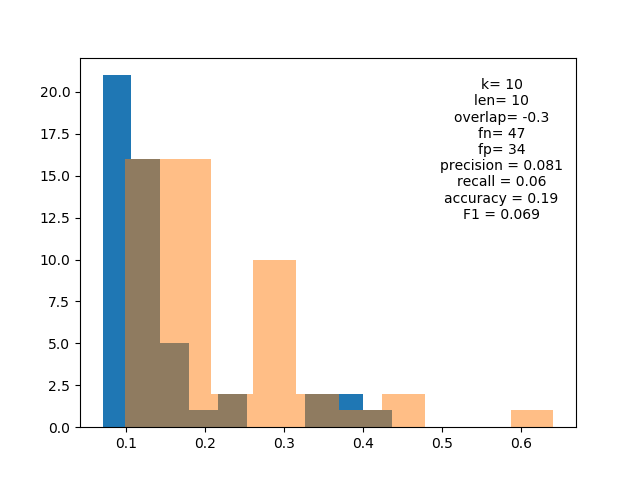 20.0
17.5
15.0
12.5
10.0
7.5
5.0
2.5
0.0
k= 10
len= 10
overlap= -0.3
fn= 47
fp= 34
precision = 0.081
recall = 0.06
accuracy = 0.19
F1 = 0.069
0.1 0.2 0.3 0.4 0.5 0.6